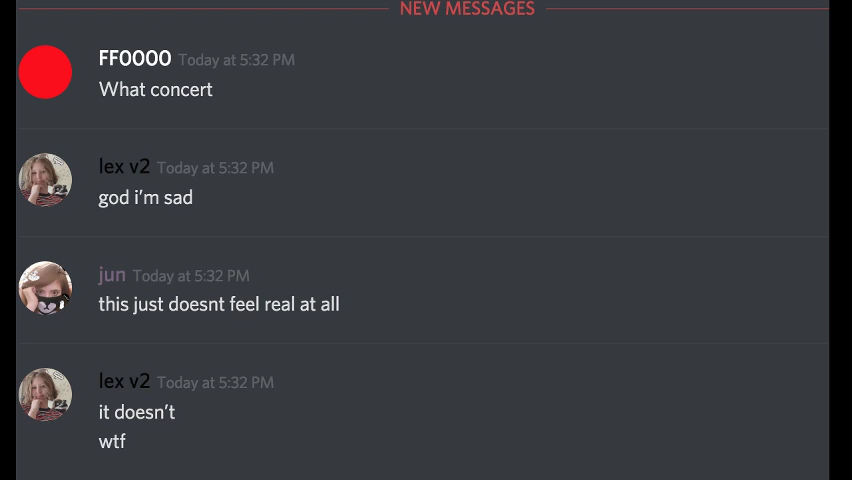 NEW MESSAGES
FF0000 Today at 5:32 PM
What concert
lex v2 Today at 5:32 PM
god i'm sad
jun Today at 5:32 PM
this just doesnt feel real at all
lex v2 Today at 5:32 PM
it doesn't
wtf